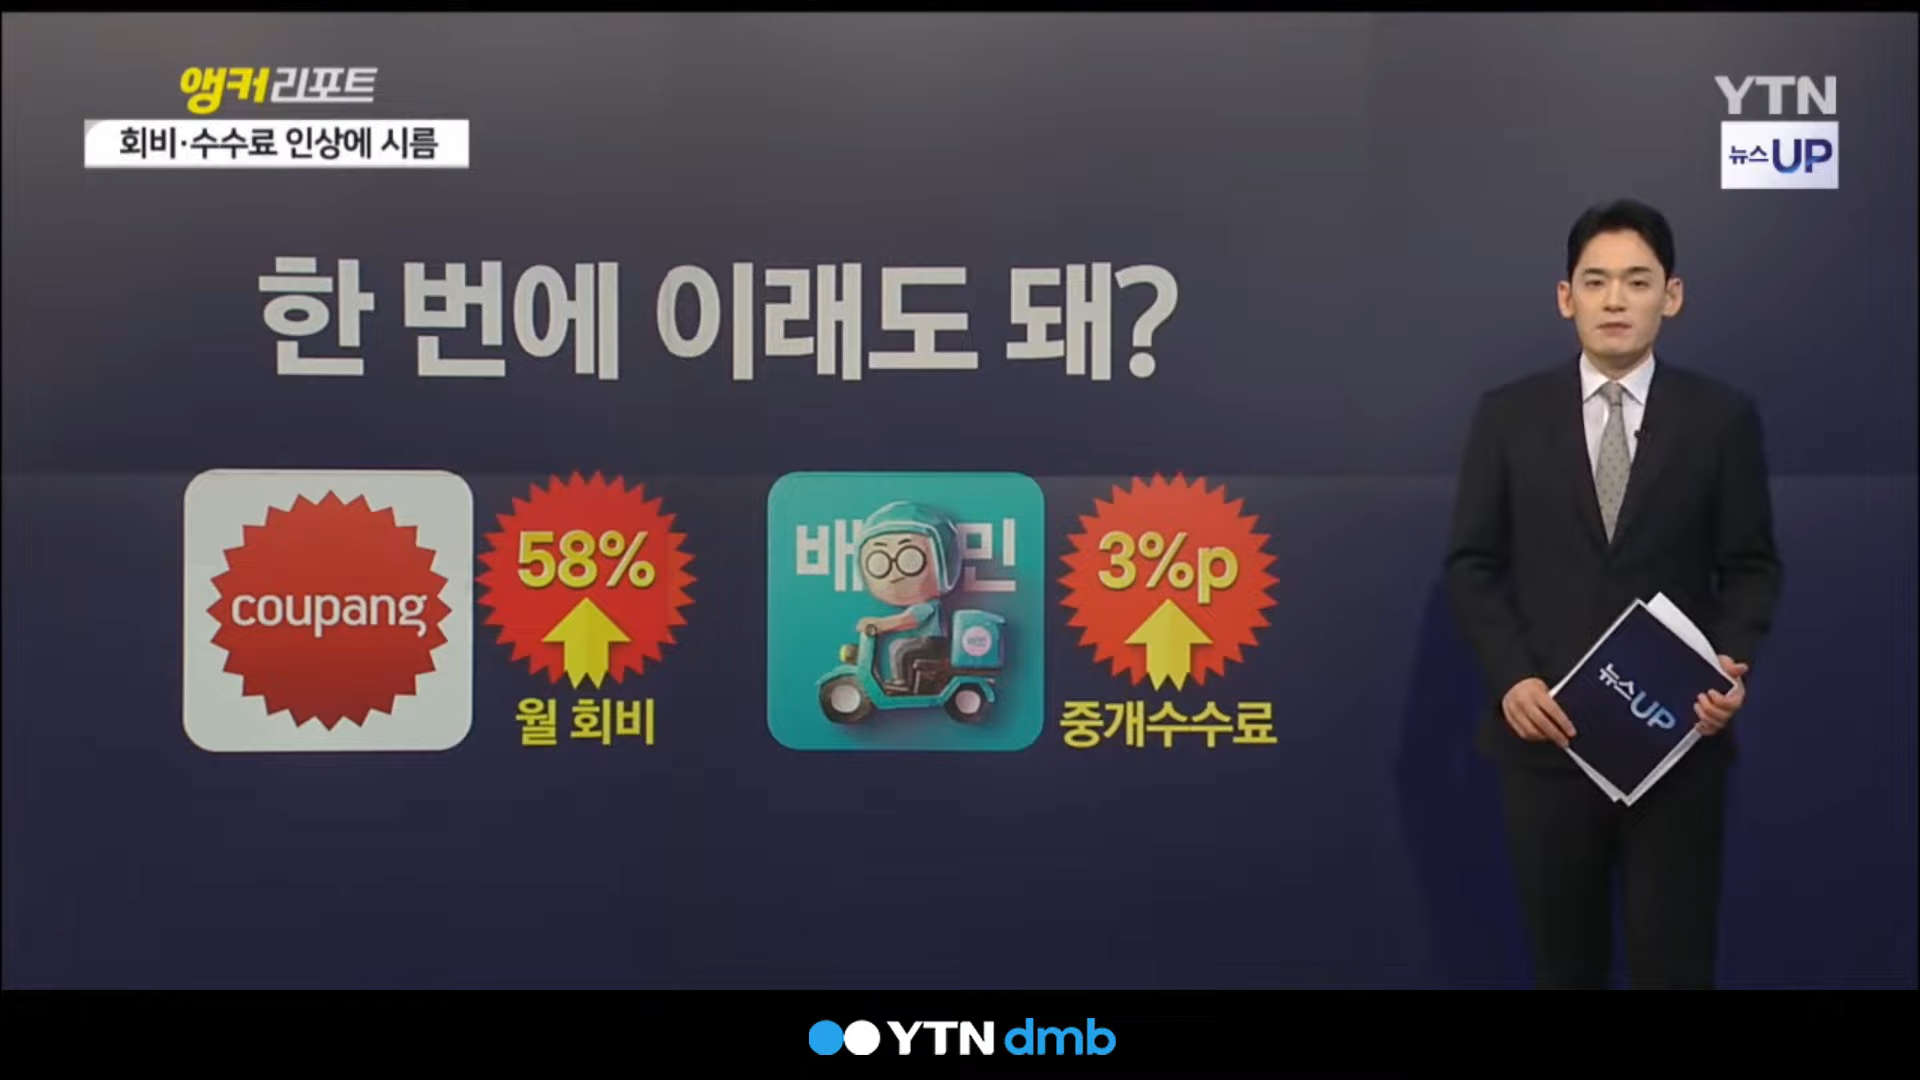 앵커리포트
회비·수수료 인상에 시름
YTN
뉴스UP
한 번에 이래도 돼?
coupang
58%
월 회비
배민
3%p
중개수수료
뉴스UP
YTN dmb